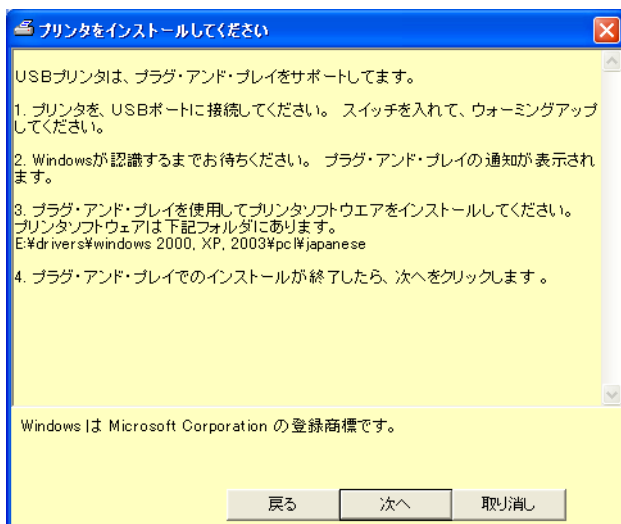 プリンタをインストールしてください
USBプリンタは、プラグ・アンド・プレイをサポートしてます。
1. プリンタを、USBポートに接続してください。 スイッチを入れて、ウォーミングアップ
してください。
2. Windowsが認識するまでお待ちください。 プラグ・アンド・プレイの通知が表示され
ます。
3. プラグ・アンド・プレイを使用してプリンタソフトウエアをインストールしてください。
プリンタソフトウェアは下記フォルダにあります。
E:¥drivers¥windows 2000, XP, 2003¥pcl¥japanese
4. プラグ・アンド・プレイでのインストールが終了したら、次へをクリックします 。
Windows は Microsoft Corporation の登録商標です。
戻る 次へ 取り消し